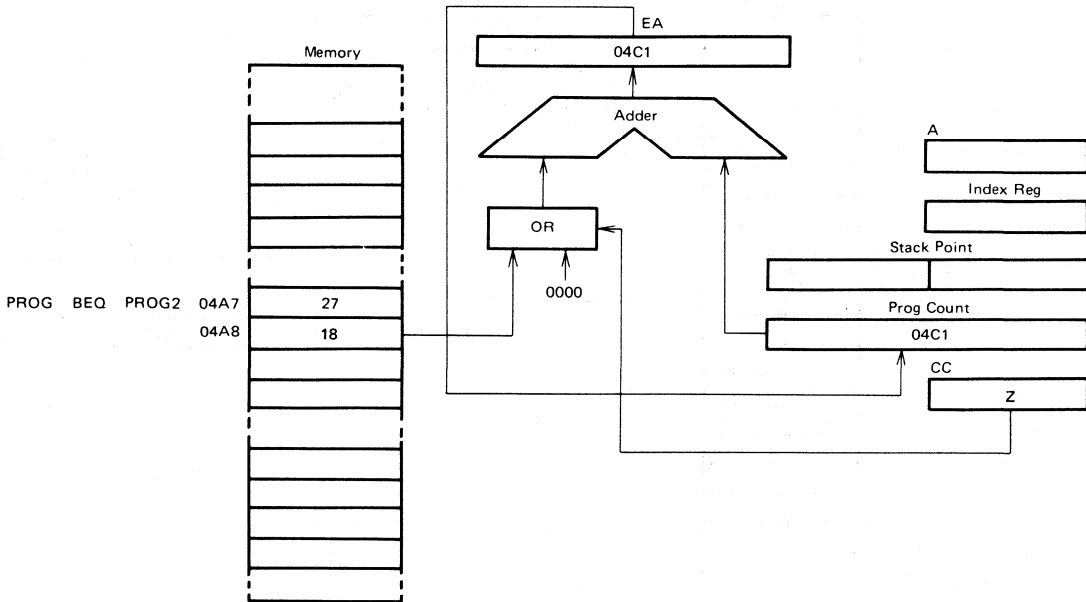 EA
04C1
Memory
Adder
A
Index Reg
OR
Stack Point
0000
PROG BEQ PROG2 04A7 27
Prog Count
04A8 18
04C1
CC
Z